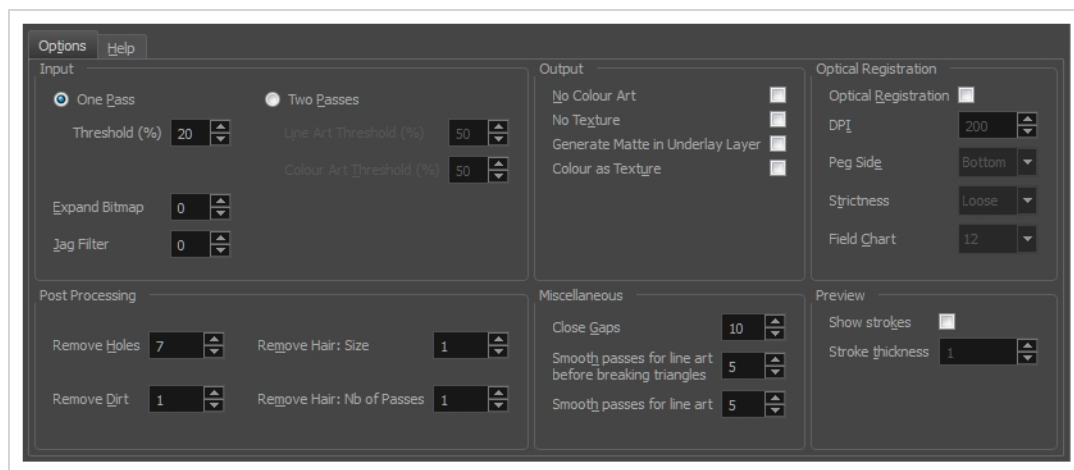 Options Help
Input
One Pass Two Passes
Threshold (%) 20 Line Art Threshold (%) 50
Colour Art Threshold (%) 50
Expand Bitmap 0
Jag Filter 0
Output
No Colour Art
No Texture
Generate Matte in Underlay Layer
Colour as Texture
Optical Registration
Optical Registration
DPI 200
Peg Side Bottom
Strictness Loose
Field Chart 12
Post Processing
Remove Holes 7 Remove Hair: Size 1
Remove Dirt 1 Remove Hair: Nb of Passes 1
Miscellaneous
Close Gaps 10
Smooth passes for line art
before breaking triangles 5
Smooth passes for line art 5
Preview
Show strokes
Stroke thickness 1